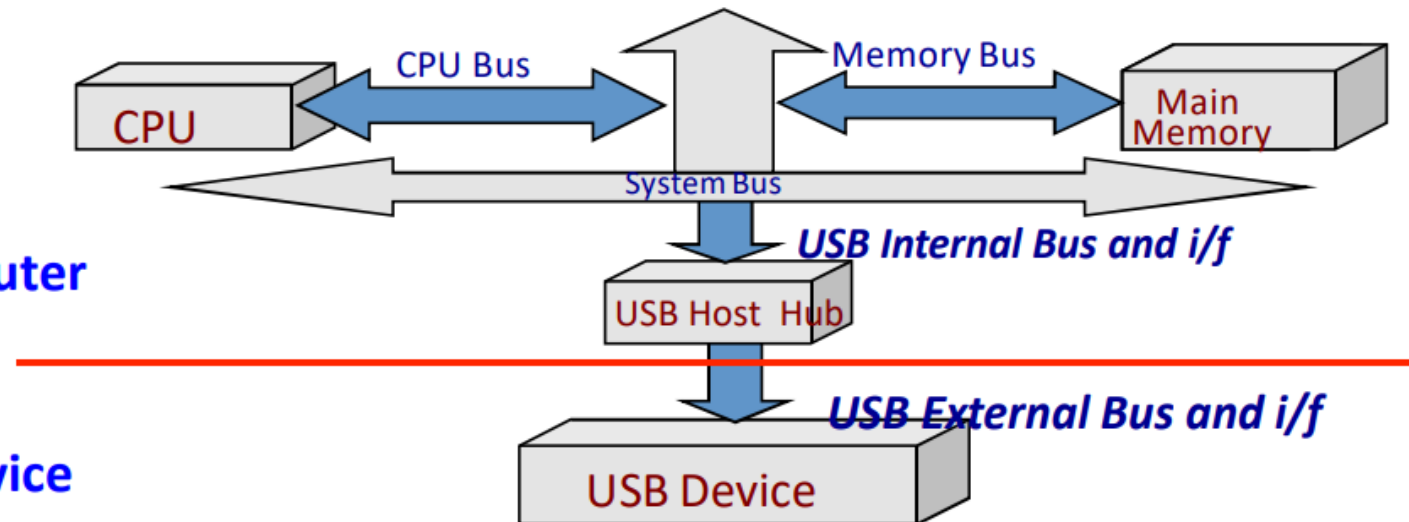 CPU Bus
Memory Bus
CPU
Main
Memory
System Bus
USB Internal Bus and i/f
uter
USB Host Hub
USB External Bus and i/f
vice
USB Device